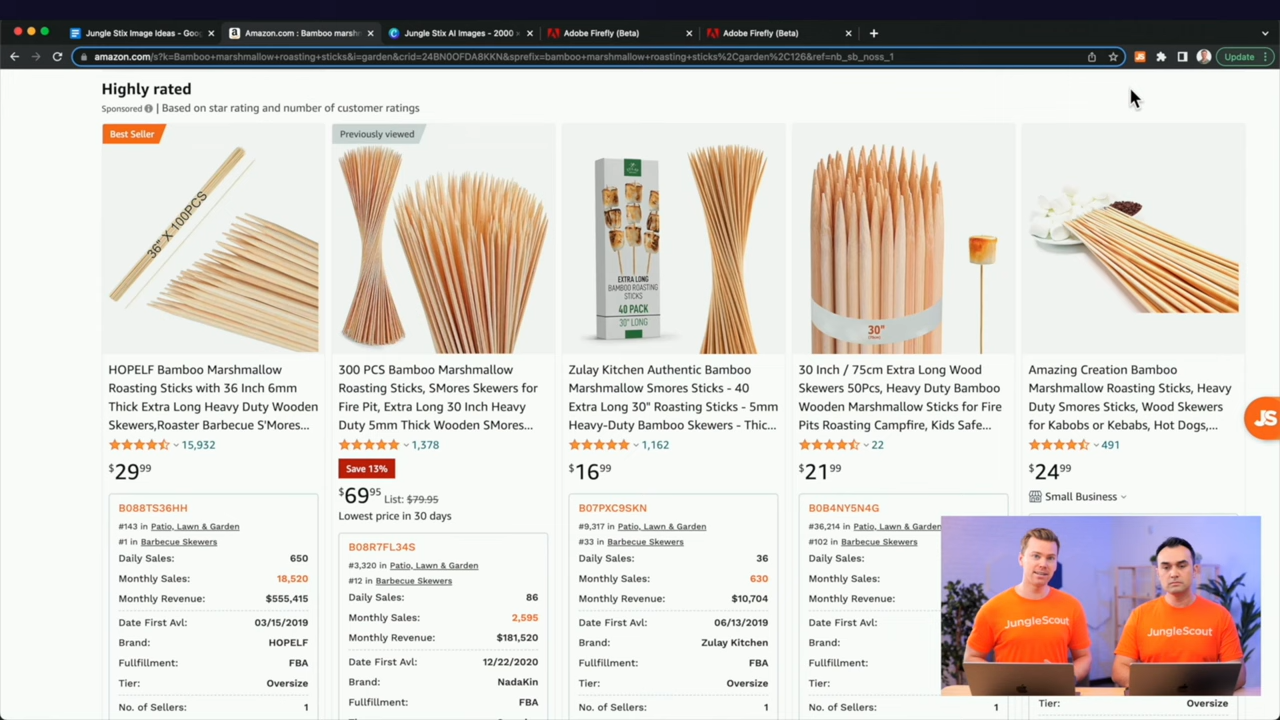 Jungle Stix Image Ideas - Goo
Amazon.com : Bamboo marshm
Jungle Stix AI Images - 2000 ×
Adobe Firefly (Beta)
Adobe Firefly (Beta)
amazon.com/s?k=Bamboo+marshmallow+roasting+sticks&i=garden&crid=24BN0OFDA8KKN&sprefix=bamboo+marshmallow+roasting+sticks%2Cgarden%2C126&ref=nb_sb_noss_1
Update
Highly rated
Sponsored | Based on star rating and number of customer ratings
Best Seller
36" X 100PCS
HOPELF Bamboo Marshmallow
Roasting Sticks with 36 Inch 6mm
Thick Extra Long Heavy Duty Wooden
Skewers,Roaster Barbecue S'Mores...
15,932
$29 99
B088TS36HH
#143 in Patio, Lawn & Garden
#1 in Barbecue Skewers
Daily Sales: 650
Monthly Sales: 18,520
Monthly Revenue: $555,415
Date First Avl: 03/15/2019
Brand: HOPELF
Fullfillment: FBA
Tier: Oversize
No. of Sellers: 1
Previously viewed
300 PCS Bamboo Marshmallow
Roasting Sticks, SMores Skewers for
Fire Pit, Extra Long 30 Inch Heavy
Duty 5mm Thick Wooden SMores...
1,378
Save 13%
$69 95 List: $79.95
Lowest price in 30 days
B08R7FL34S
#3,320 in Patio, Lawn & Garden
#12 in Barbecue Skewers
Daily Sales: 86
Monthly Sales: 2,595
Monthly Revenue: $181,520
Date First Avl: 12/22/2020
Brand: NadaKin
Fullfillment: FBA
EXTRA LONG
BAMBOO ROASTING
STICKS
40 PACK
30" LONG
Zulay Kitchen Authentic Bamboo
Marshmallow Smores Sticks - 40
Extra Long 30" Roasting Sticks - 5mm
Heavy-Duty Bamboo Skewers - Thic...
1,162
$16 99
B07PXC9SKN
#9,317 in Patio, Lawn & Garden
#33 in Barbecue Skewers
Daily Sales: 36
Monthly Sales: 630
Monthly Revenue: $10,704
Date First Avl: 06/13/2019
Brand: Zulay Kitchen
Fullfillment: FBA
Tier: Oversize
No. of Sellers: 1
30"
30 Inch / 75cm Extra Long Wood
Skewers 50Pcs, Heavy Duty Bamboo
Wooden Marshmallow Sticks for Fire
Pits Roasting Campfire, Kids Safe...
22
$21 99
B0B4NY5N4G
#36,214 in Patio, Lawn & Garden
#102 in Barbecue Skewers
Daily Sales:
Monthly Sales:
Monthly Revenue:
Date First Avl:
Brand:
Fullfillment:
Tier:
No. of Sellers:
Amazing Creation Bamboo
Marshmallow Roasting Sticks, Heavy
Duty Smores Sticks, Wood Skewers
for Kabobs or Kebabs, Hot Dogs,...
491
$24 99
Small Business
Tier: Oversize
JS
JungleScout
JungleScout